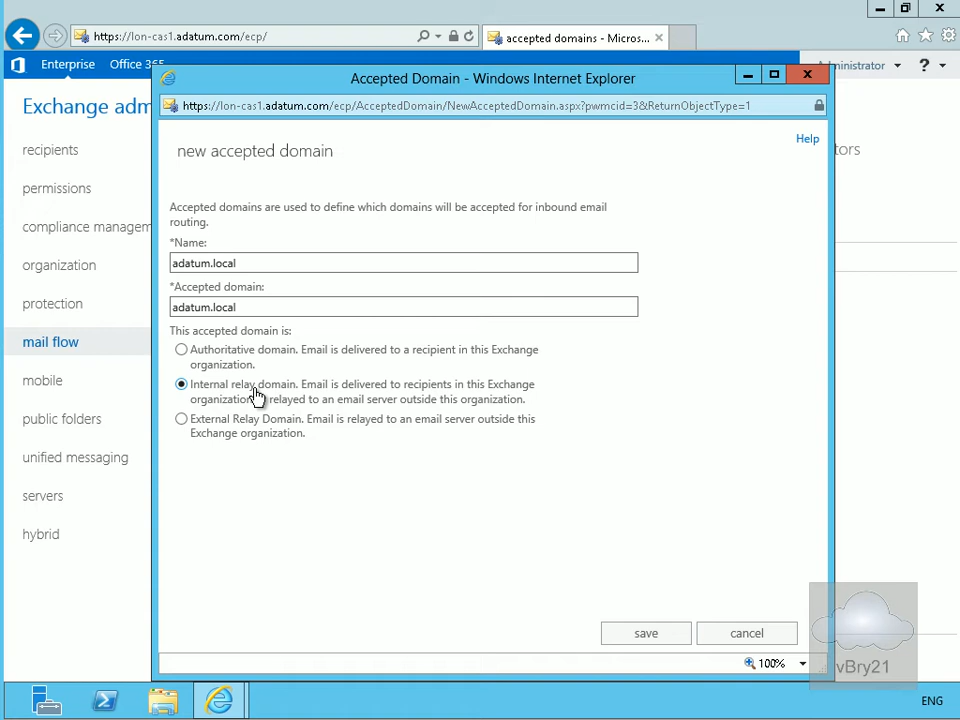 https://lon-cas1.adatum.com/ecp/
accepted domains - Micros...
Enterprise
Office 365
Accepted Domain - Windows Internet Explorer
ministrator
?
Exchange adm
https://lon-cas1.adatum.com/ecp/AcceptedDomain/NewAcceptedDomain.aspx?pwmcid=3&ReturnObjectType=1
Help
new accepted domain
tors
recipients
permissions
compliance managem
organization
protection
mail flow
mobile
public folders
unified messaging
servers
hybrid
Accepted domains are used to define which domains will be accepted for inbound email
routing.
*Name:
adatum.local
*Accepted domain:
adatum.local
This accepted domain is:
Authoritative domain. Email is delivered to a recipient in this Exchange
organization.
Internal relay domain. Email is delivered to recipients in this Exchange
organization relayed to an email server outside this organization.
External Relay Domain. Email is relayed to an email server outside this
Exchange organization.
save
cancel
100%
vBry21
ENG